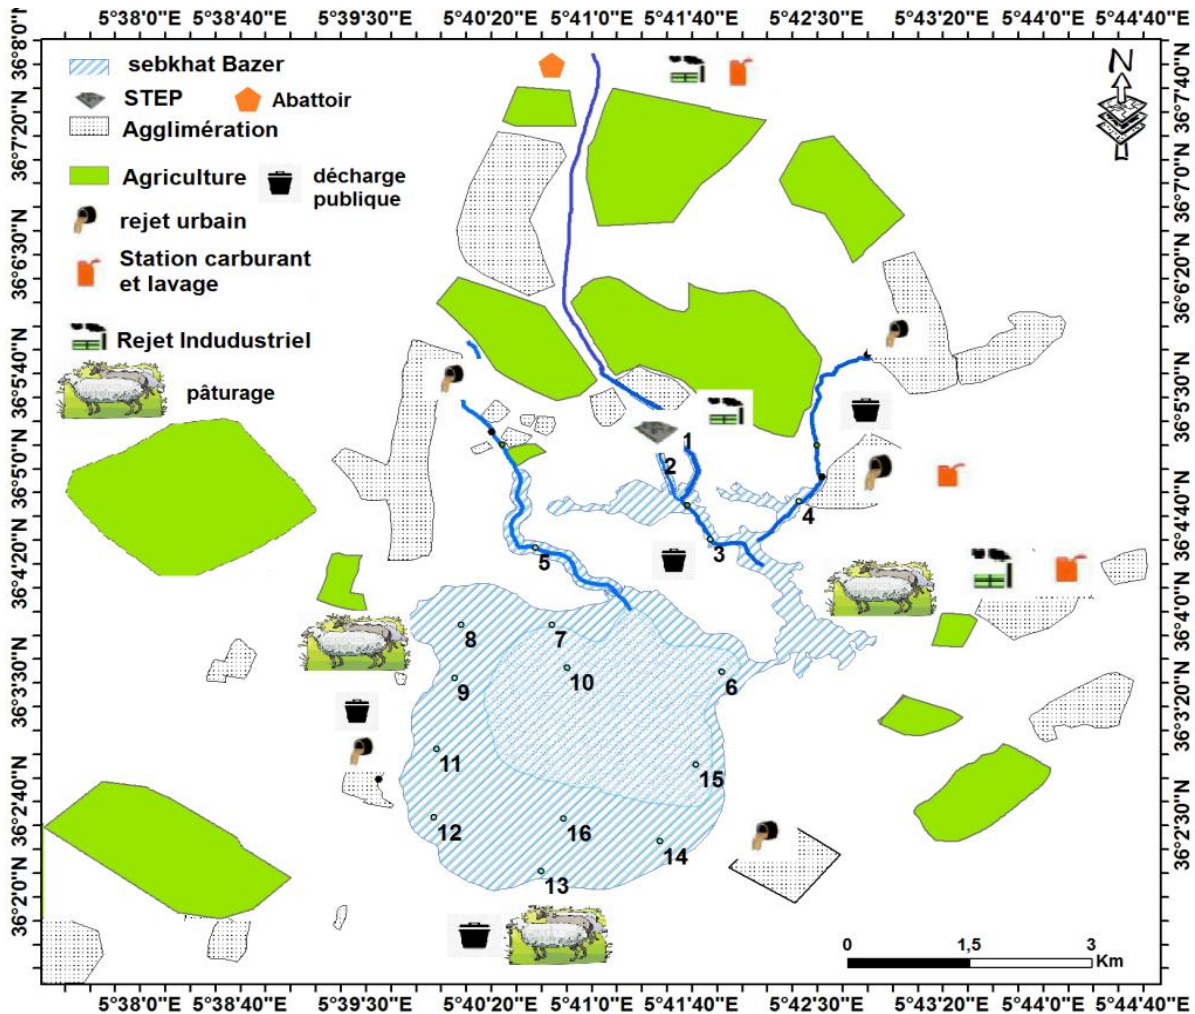 5°38'0"E 5°38'40"E 5°39'30"E 5°40'20"E 5°41'0"E 5°41'40"E 5°42'30"E 5°43'20"E 5°44'0"E 5°44'40"E
36°8'0"N
36°7'20"N
36°6'30"N
36°5'40"N
36°5'0"N
36°4'20"N
36°3'30"N
36°2'40"N
36°2'0"N
sebkhat Bazer
STEP
Abattoir
Agglimération
Agriculture
décharge
publique
rejet urbain
Station carburant
et lavage
Rejet Indudustriel
pâturage
N
1
2
3
4
5
6
7
8
9
10
11
12
13
14
15
16
0 1,5 3
Km
36°7'40"N
36°7'0"N
36°6'20"N
36°5'30"N
36°4'40"N
36°4'0"N
36°3'20"N
36°2'30"N
5°38'0"E 5°38'40"E 5°39'30"E 5°40'20"E 5°41'0"E 5°41'40"E 5°42'30"E 5°43'20"E 5°44'0"E 5°44'40"E